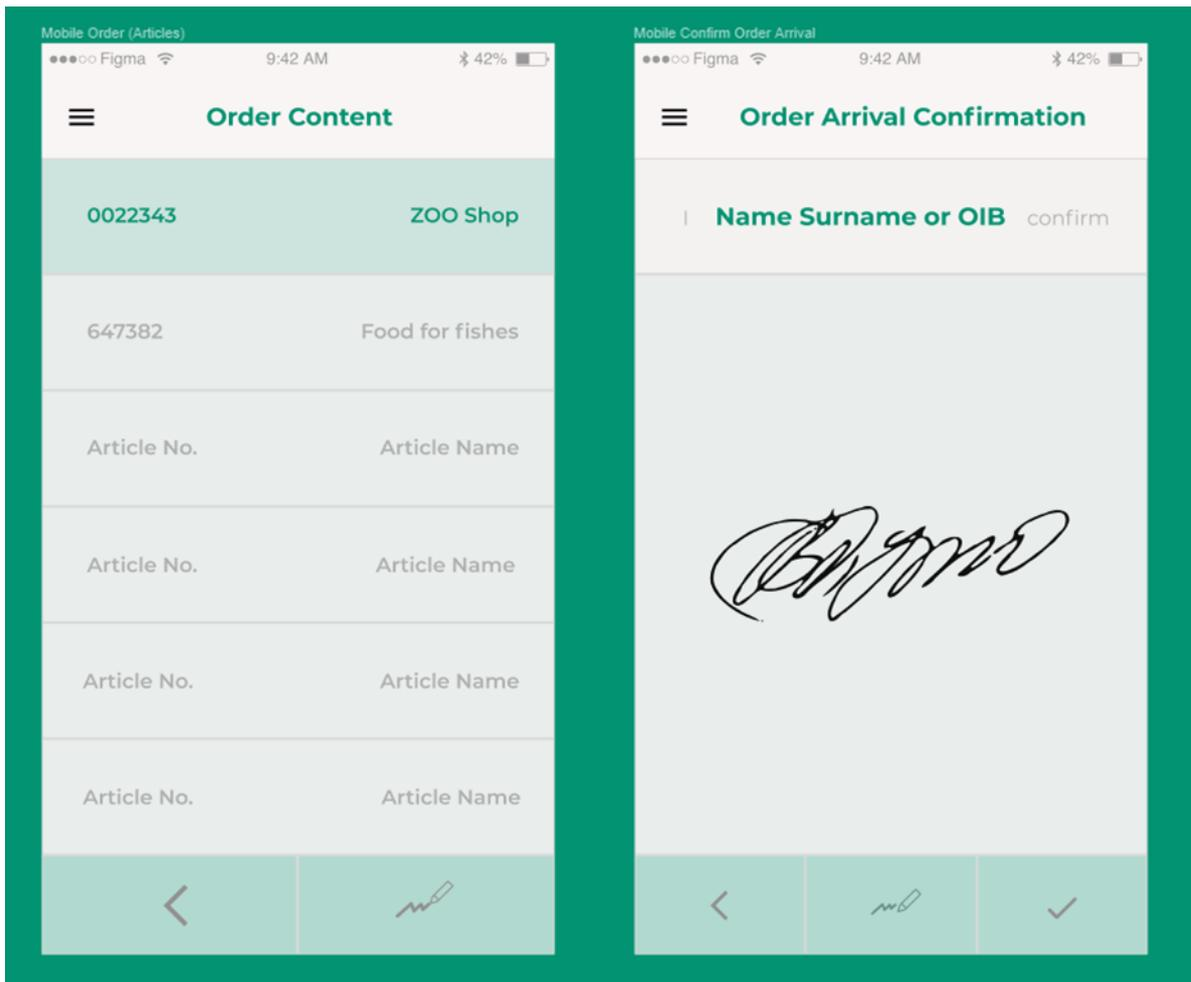 Mobile Order (Articles)
Figma 9:42 AM 42%
Order Content
0022343 ZOO Shop
647382 Food for fishes
Article No. Article Name
Article No. Article Name
Article No. Article Name
Article No. Article Name
Mobile Confirm Order Arrival
Figma 9:42 AM 42%
Order Arrival Confirmation
I Name Surname or OIB confirm